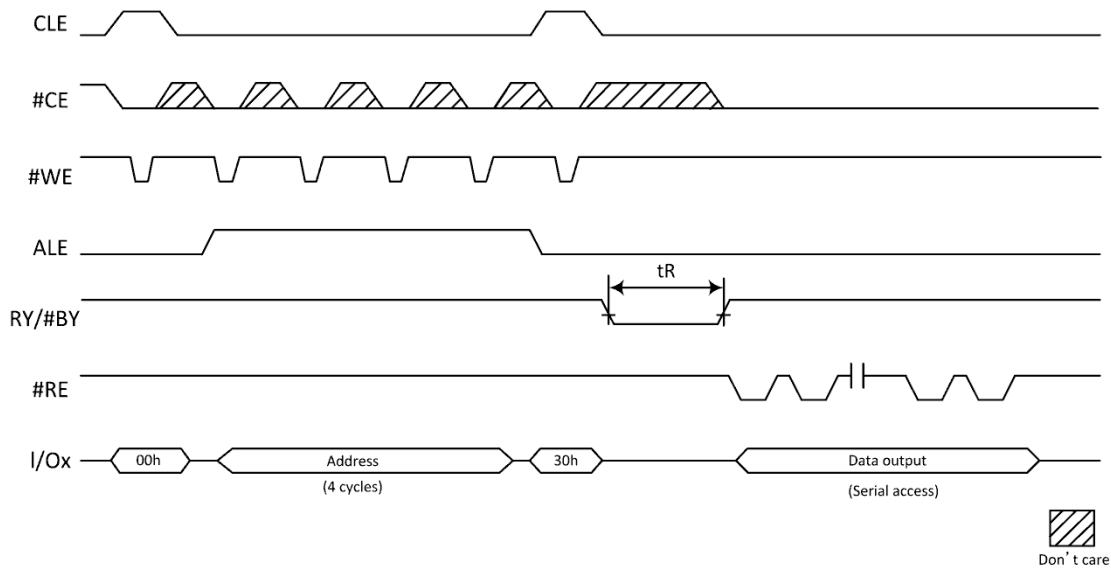 CLE
#CE
#WE
ALE
tR
RY/#BY
#RE
I/Ox
00h
Address
30h
Data output
(4 cycles)
(Serial access)
Don't care